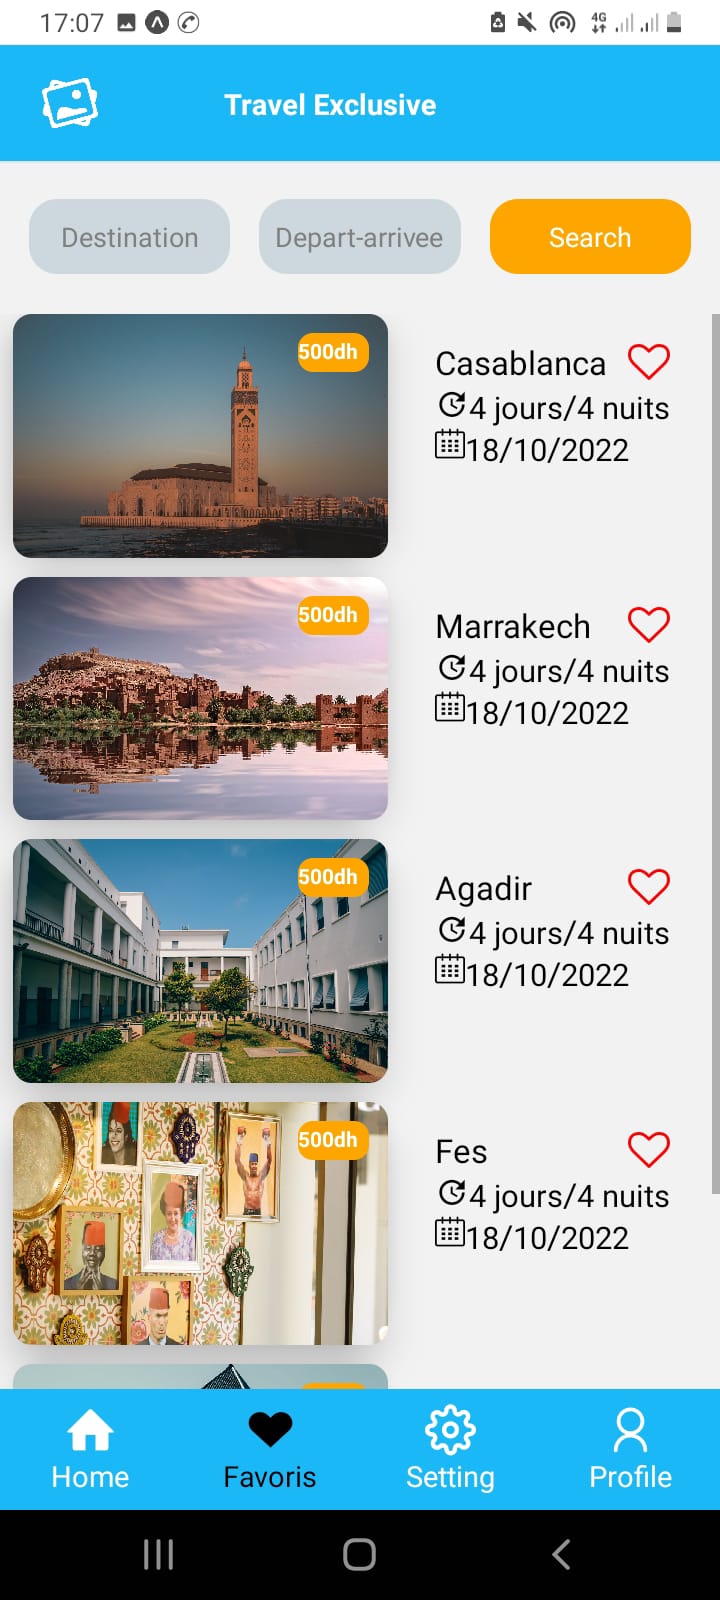 17:07
4G
Travel Exclusive
Destination
Depart-arrivee
Search
500dh
Casablanca
4 jours/4 nuits
18/10/2022
500dh
Marrakech
4 jours/4 nuits
18/10/2022
500dh
Agadir
4 jours/4 nuits
18/10/2022
500dh
Fes
4 jours/4 nuits
18/10/2022
Home
Favoris
Setting
Profile